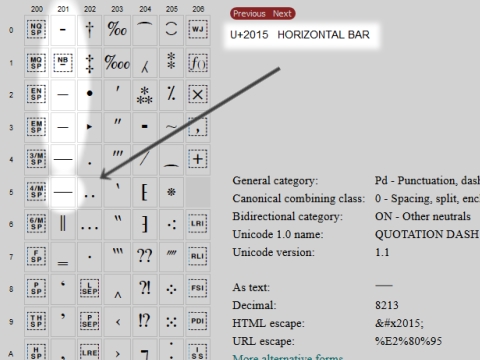 200 201 202 203 204 205 206
Previous Next
U+2015 HORIZONTAL BAR
0 NQ SP ‐ † ‰ ⁀ WJ
1 MQ SP NB - ‡ ‱ ⁁ ⁑ f()
2 EN SP ‒ • ′ ⁂ ⁒ ×
3 EM SP – ‣ ″ ⁃ ⁓ ,
4 3/M SP — ․ ‴ ⁄ ⁔ +
5 4/M SP ― ‥ ‵ ⁅ ⁕
6 6/M SP ‖ … ‶ ⁆ ⁖ LRI
7 F SP ‗ ‧ ‷ ⁇ ⁗ RLI
8 P SP ‘ L SEP ‸ ⁈ ⁘ FSI
9 TH SP ’ P SEP ‹ ⁉ ⁙ PDI
A H SP ‚ LRE › ⁊ ⁚ I S S
General category: Pd - Punctuation, dash
Canonical combining class: 0 - Spacing, split, encl
Bidirectional category: ON - Other neutrals
Unicode 1.0 name: QUOTATION DASH
Unicode version: 1.1
As text: ―
Decimal: 8213
HTML escape: &#x2015;
URL escape: %E2%80%95
More alternative forms